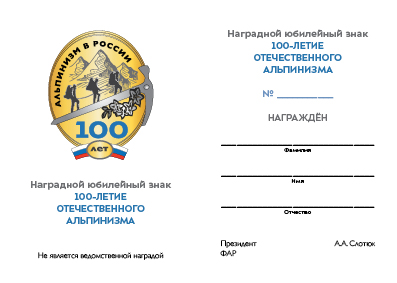 АЛЬПИНИЗМ В РОССИИ
100
ЛЕТ
Наградной юбилейный знак
100-ЛЕТИЕ
ОТЕЧЕСТВЕННОГО
АЛЬПИНИЗМА
Не является ведомственной наградой
Наградной юбилейный знак
100-ЛЕТИЕ
ОТЕЧЕСТВЕННОГО
АЛЬПИНИЗМА
№ ____________
НАГРАЖДЁН
Фамилия
Имя
Отчество
Президент А.А. Слотюк
ФАР